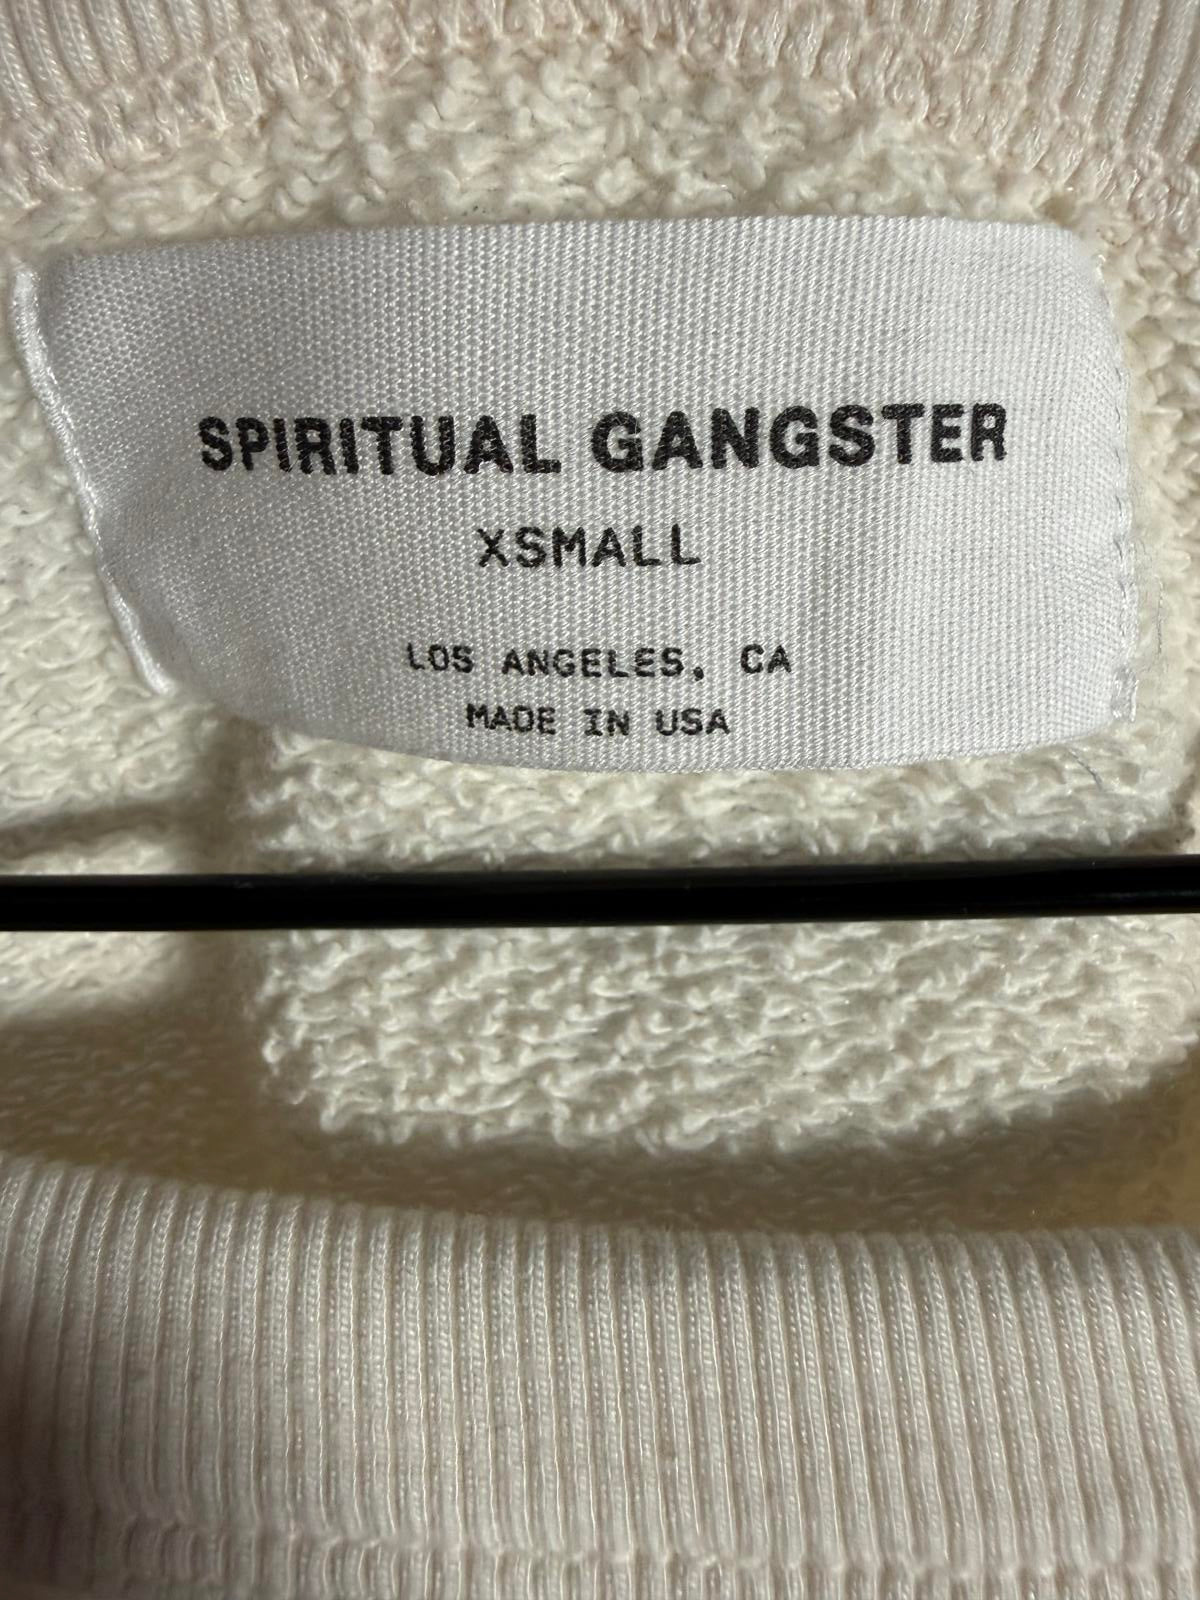 SPIRITUAL GANGSTER
XSMALL
LOS ANGELES, CA
MADE IN USA